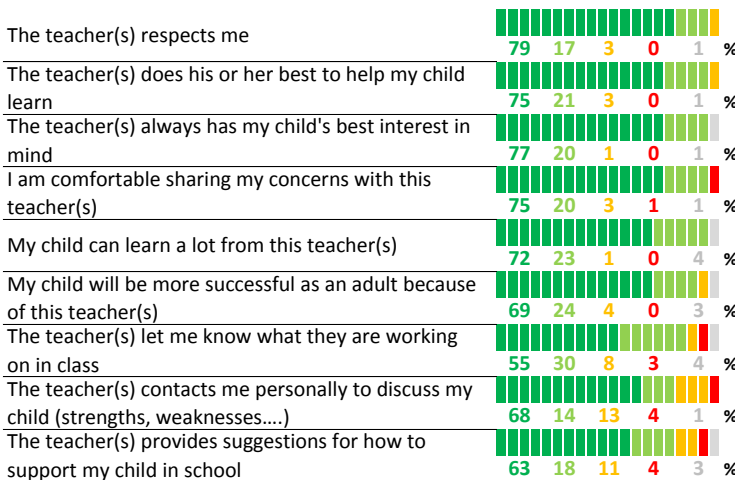 The teacher(s) respects me
79 17 3 0 1 %
The teacher(s) does his or her best to help my child
learn
75 21 3 0 1 %
The teacher(s) always has my child's best interest in
mind
77 20 1 0 1 %
I am comfortable sharing my concerns with this
teacher(s)
75 20 3 1 1 %
My child can learn a lot from this teacher(s)
72 23 1 0 4 %
My child will be more successful as an adult because
of this teacher(s)
69 24 4 0 3 %
The teacher(s) let me know what they are working
on in class
55 30 8 3 4 %
The teacher(s) contacts me personally to discuss my
child (strengths, weaknesses....)
68 14 13 4 1 %
The teacher(s) provides suggestions for how to
support my child in school
63 18 11 4 3 %